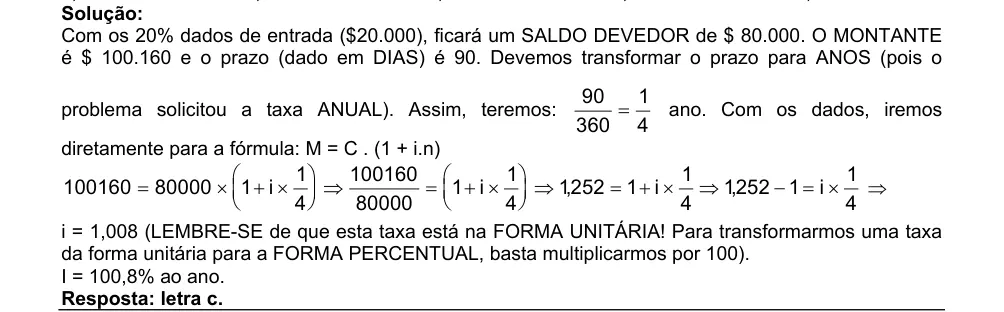 Solução:
Com os 20% dados de entrada ($20.000), ficará um SALDO DEVEDOR de $ 80.000. O MONTANTE
é $ 100.160 e o prazo (dado em DIAS) é 90. Devemos transformar o prazo para ANOS (pois o
problema solicitou a taxa ANUAL). Assim, teremos: 90/360 = 1/4 ano. Com os dados, iremos
diretamente para a fórmula: M = C . (1 + i.n)
100160 = 80000 × (1 + i × 1/4) ⇒ 100160/80000 = (1 + i × 1/4) ⇒ 1,252 = 1 + i × 1/4 ⇒ 1,252 − 1 = i × 1/4 ⇒
i = 1,008 (LEMBRE-SE de que esta taxa está na FORMA UNITÁRIA! Para transformarmos uma taxa
da forma unitária para a FORMA PERCENTUAL, basta multiplicarmos por 100).
I = 100,8% ao ano.
Resposta: letra c.